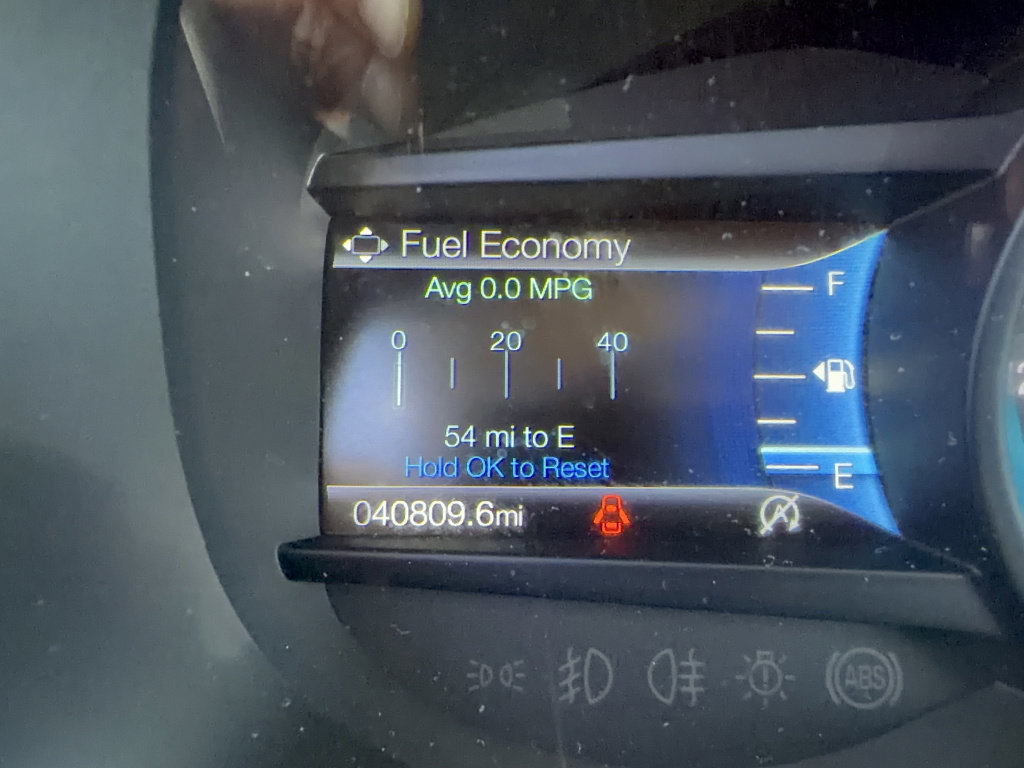 Fuel Economy
Avg 0.0 MPG
F
0 20 40
54 mi to E
Hold OK to Reset
E
040809.6mi
ABS